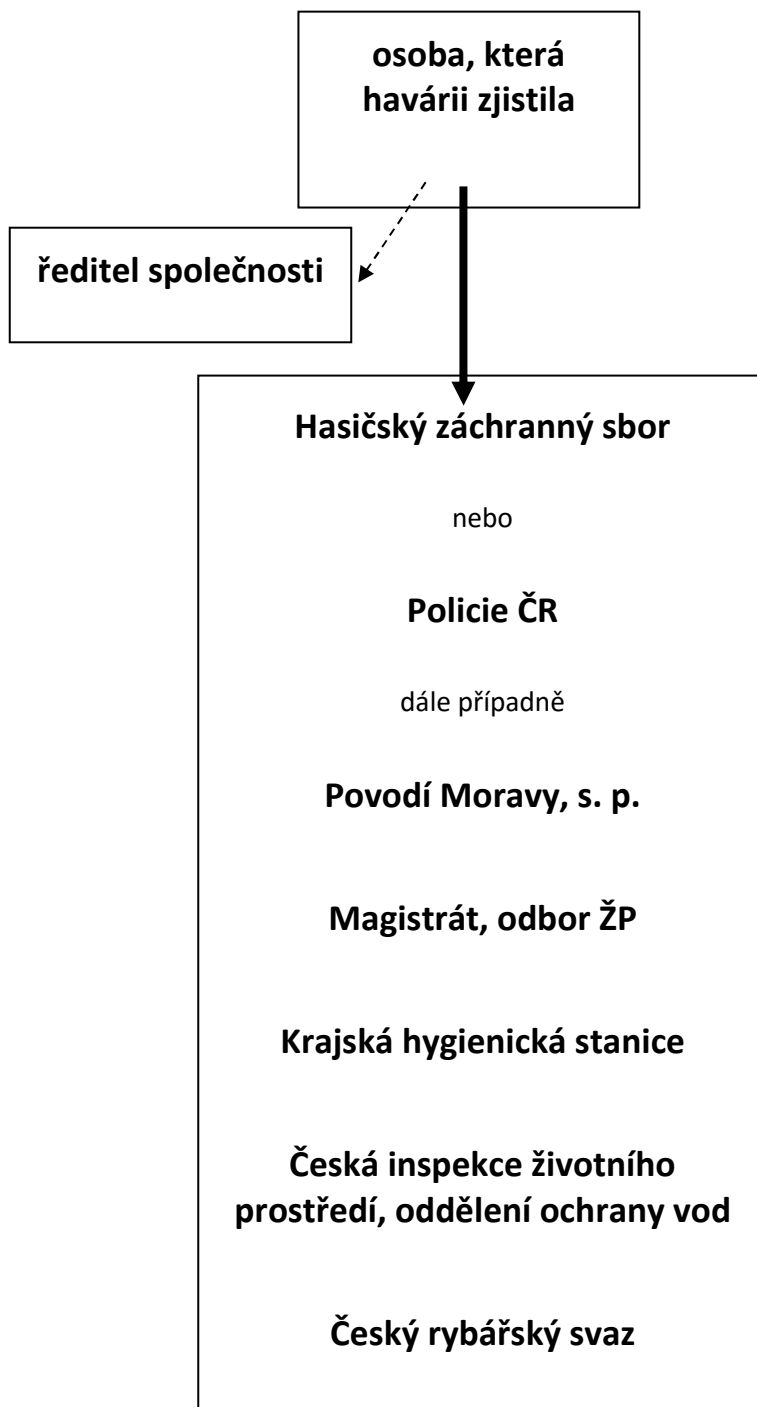 osoba, která
havárii zjistila
ředitel společnosti
Hasičský záchranný sbor
nebo
Policie ČR
dále případně
Povodí Moravy, s. p.
Magistrát, odbor ŽP
Krajská hygienická stanice
Česká inspekce životního
prostředí, oddělení ochrany vod
Český rybářský svaz